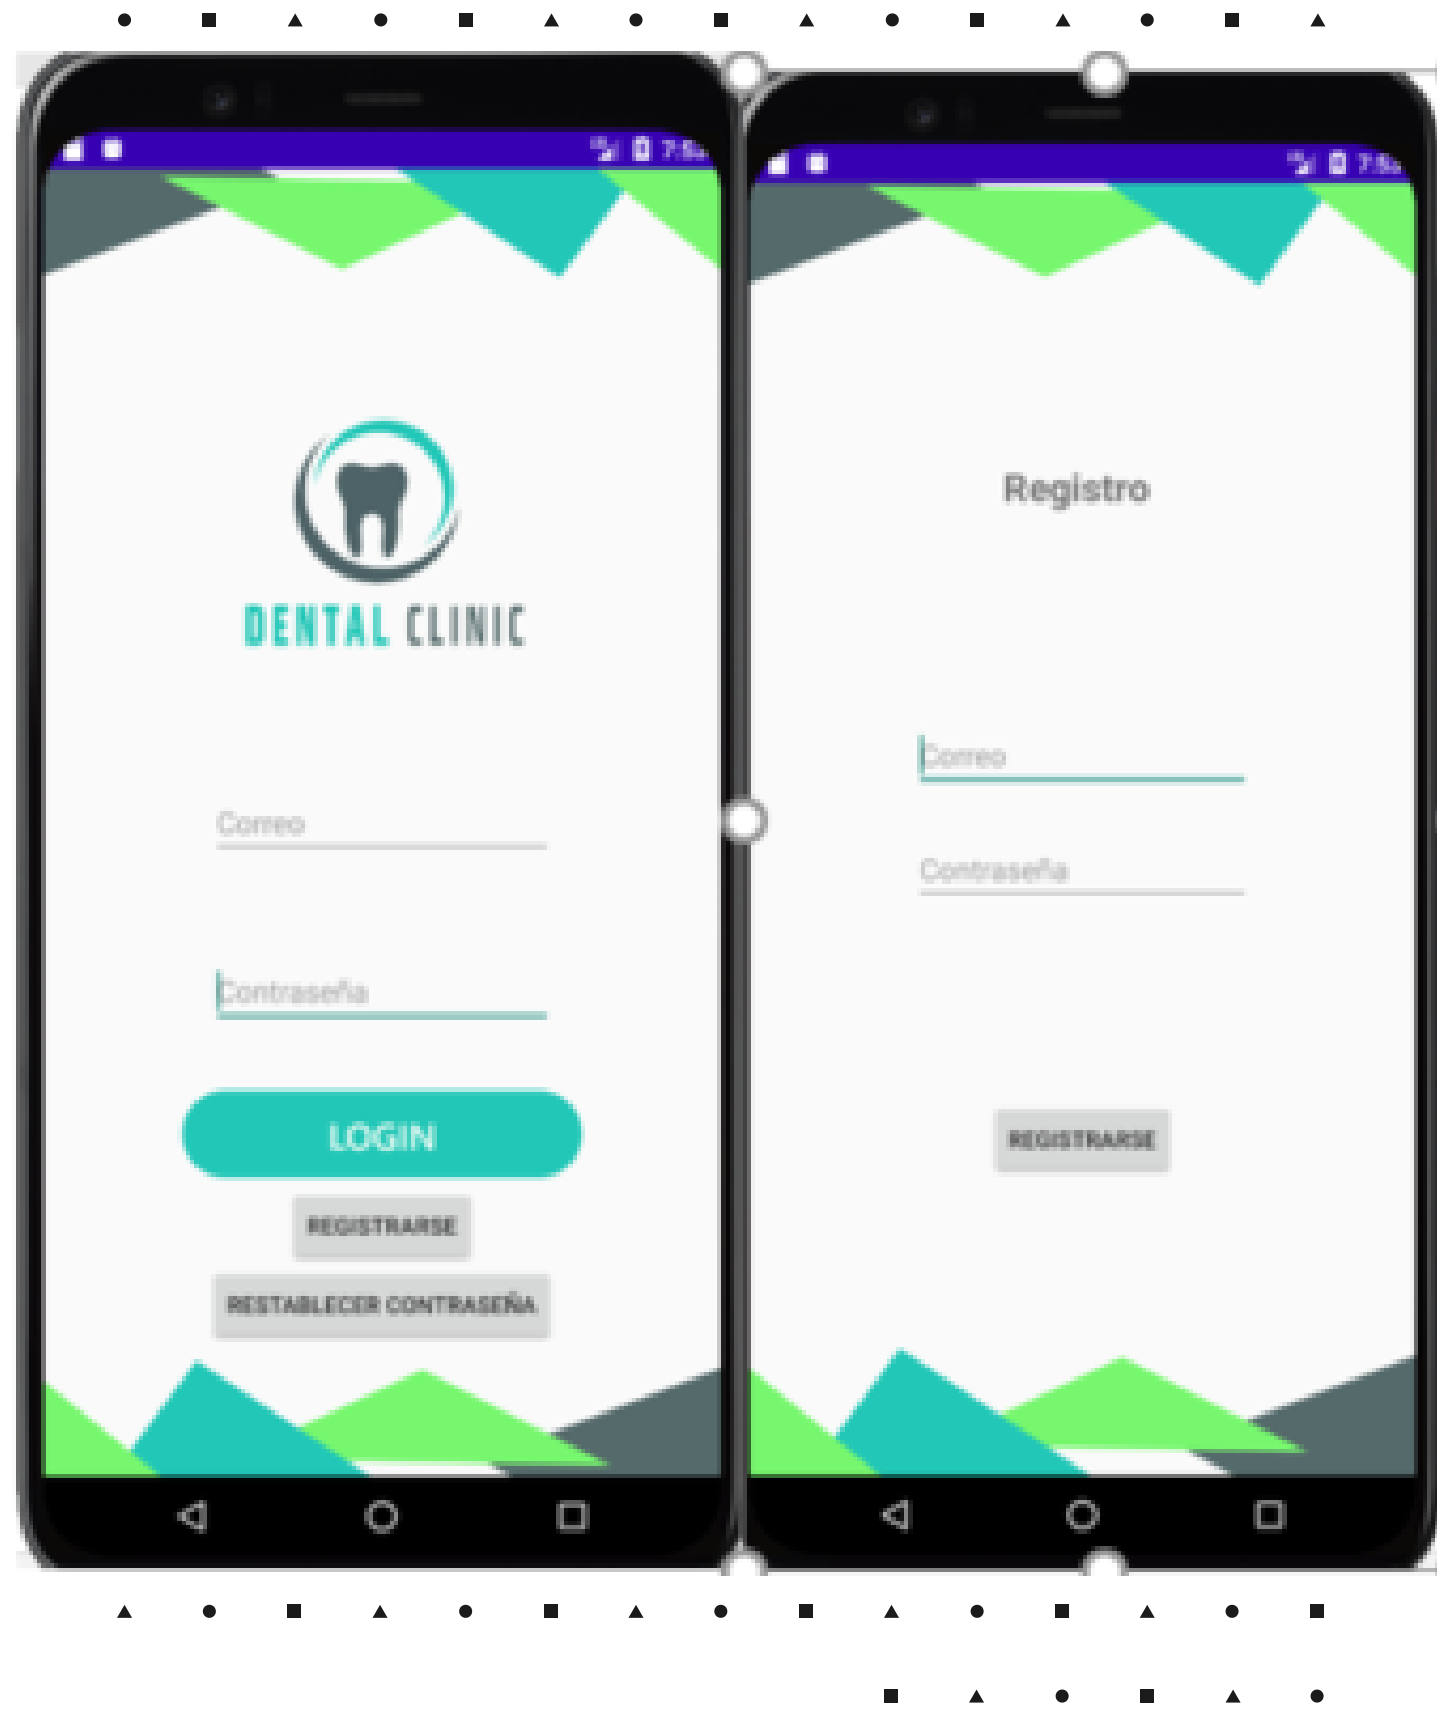 DENTAL CLINIC
Correo
Contraseña
LOGIN
REGISTRARSE
RESTABLECER CONTRASEÑA
Registro
Correo
Contraseña
REGISTRARSE